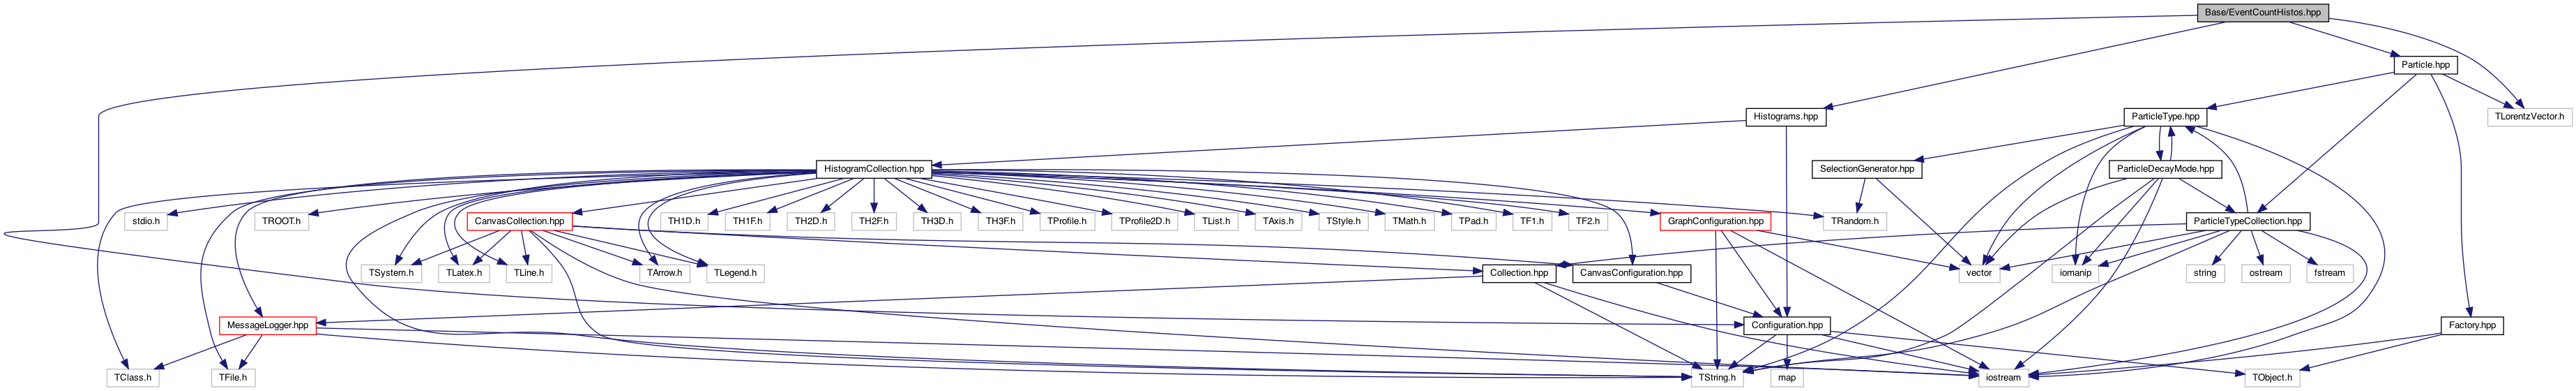 Base/EventCountHistos.hpp
Particle.hpp
Histograms.hpp
ParticleType.hpp
TLorentzVector.h
HistogramCollection.hpp
SelectionGenerator.hpp
ParticleDecayMode.hpp
stdio.h
TROOT.h
CanvasCollection.hpp
TH1D.h
TH1F.h
TH2D.h
TH2F.h
TH3D.h
TH3F.h
TProfile.h
TProfile2D.h
TList.h
TAxis.h
TStyle.h
TMath.h
TPad.h
TF1.h
TF2.h
GraphConfiguration.hpp
TRandom.h
ParticleTypeCollection.hpp
TSystem.h
TLatex.h
TLine.h
TArrow.h
TLegend.h
Collection.hpp
CanvasConfiguration.hpp
vector
iomanip
string
ostream
fstream
MessageLogger.hpp
Configuration.hpp
Factory.hpp
TClass.h
TFile.h
TString.h
map
iostream
TObject.h